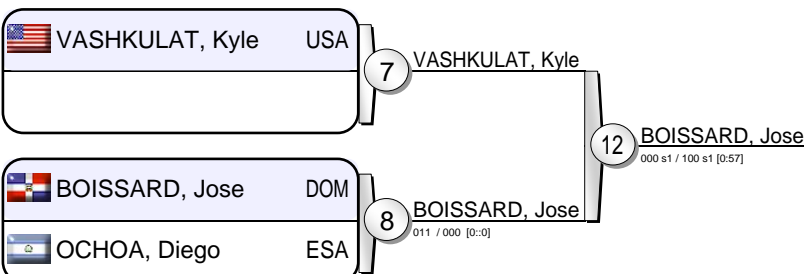 VASHKULAT, Kyle USA
7 VASHKULAT, Kyle
12 BOISSARD, Jose
000 s1 / 100 s1 [0:57]
BOISSARD, Jose DOM
8 BOISSARD, Jose
011 / 000 [0::0]
OCHOA, Diego ESA